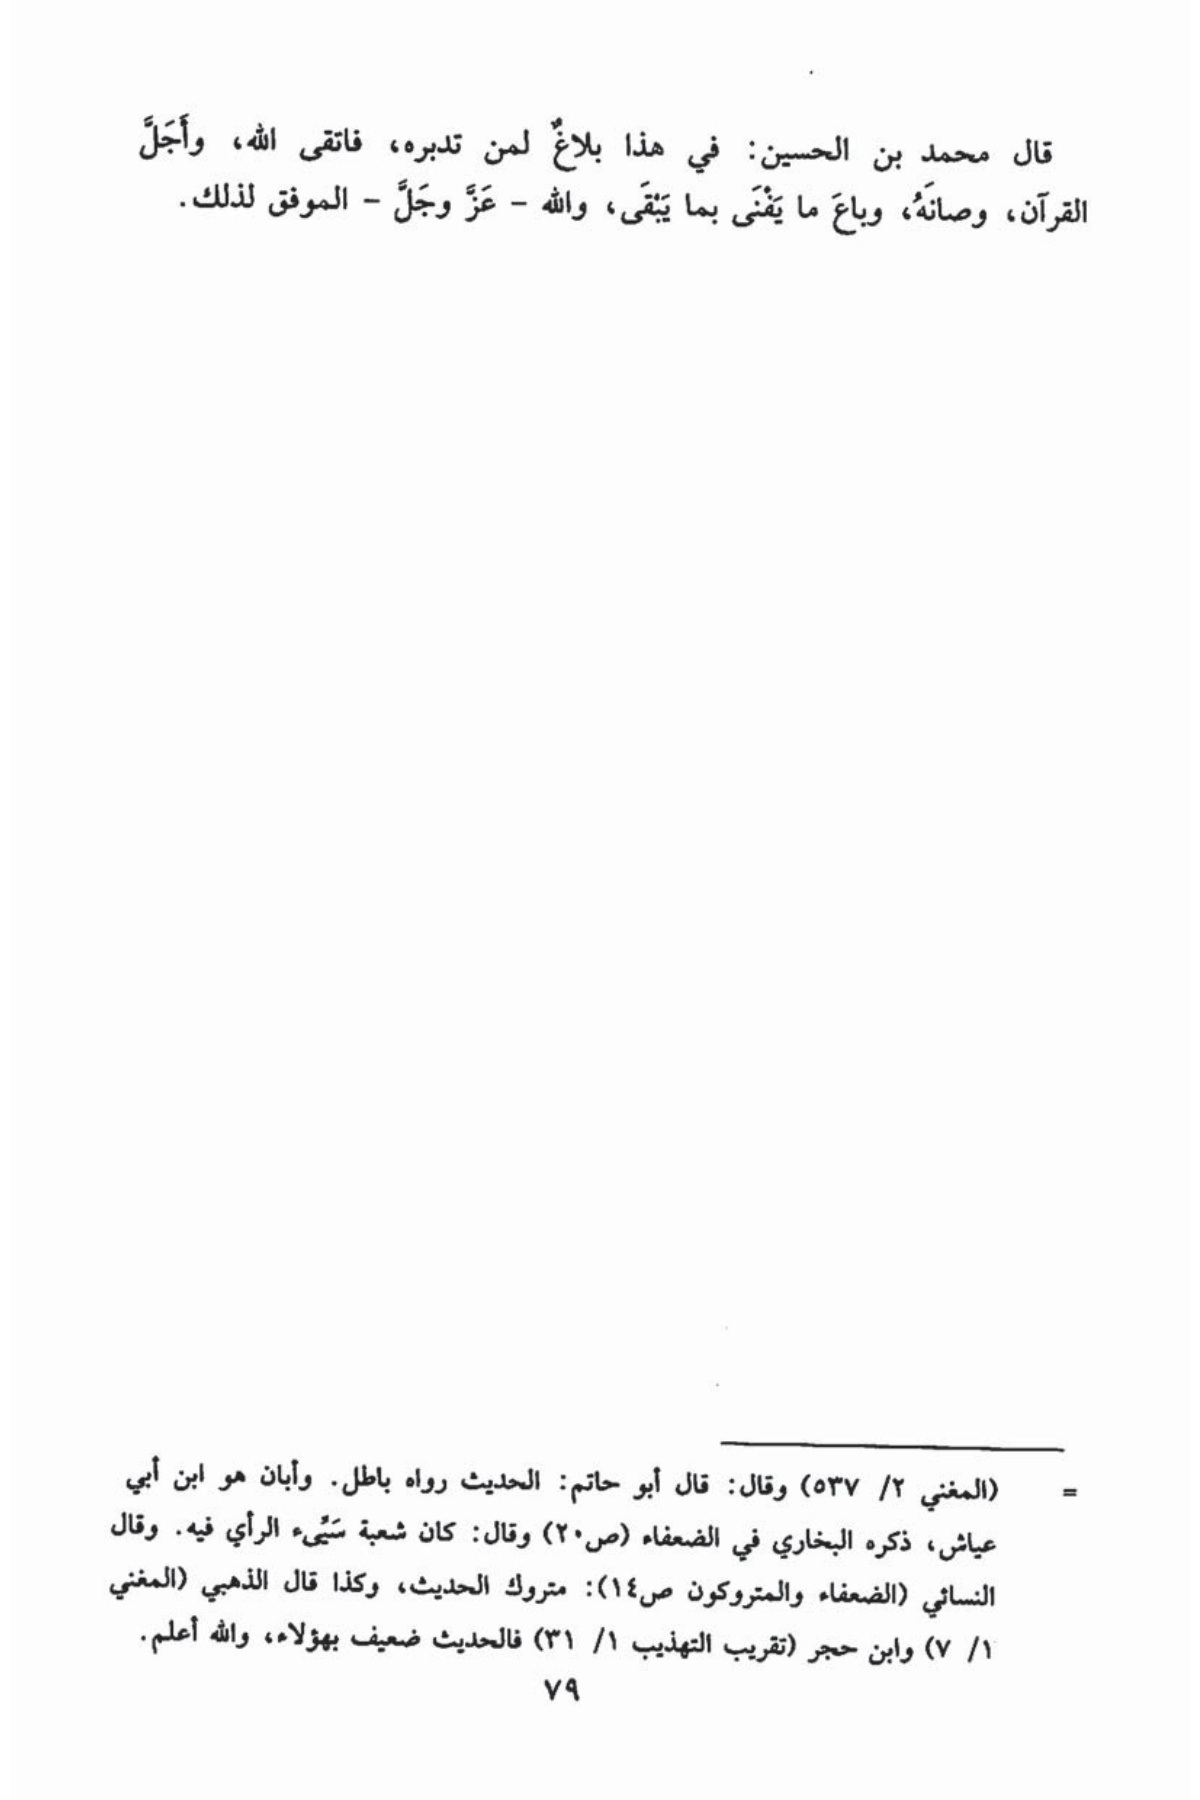 قال محمد بن الحسين: في هذا بلاغٌ لمن تدبره، فاتقى الله، وأَجَلَّ
القرآن، وصانَهُ، وباعَ ما يَفْنَى بما يَبْقَى، والله - عَزَّ وجَلَّ - الموفق لذلك.
= (المغني ٢/ ٥٣٧) وقال: قال أبو حاتم: الحديث رواه باطل. وأبان هو ابن أبي
عياش، ذكره البخاري في الضعفاء (ص٢٠) وقال: كان شعبة سَيِّىء الرأي فيه. وقال
النسائي (الضعفاء والمتروكون ص١٤): متروك الحديث، وكذا قال الذهبي (المغني
١/ ٧) وابن حجر (تقريب التهذيب ١/ ٣١) فالحديث ضعيف بهؤلاء، والله أعلم.
٧٩